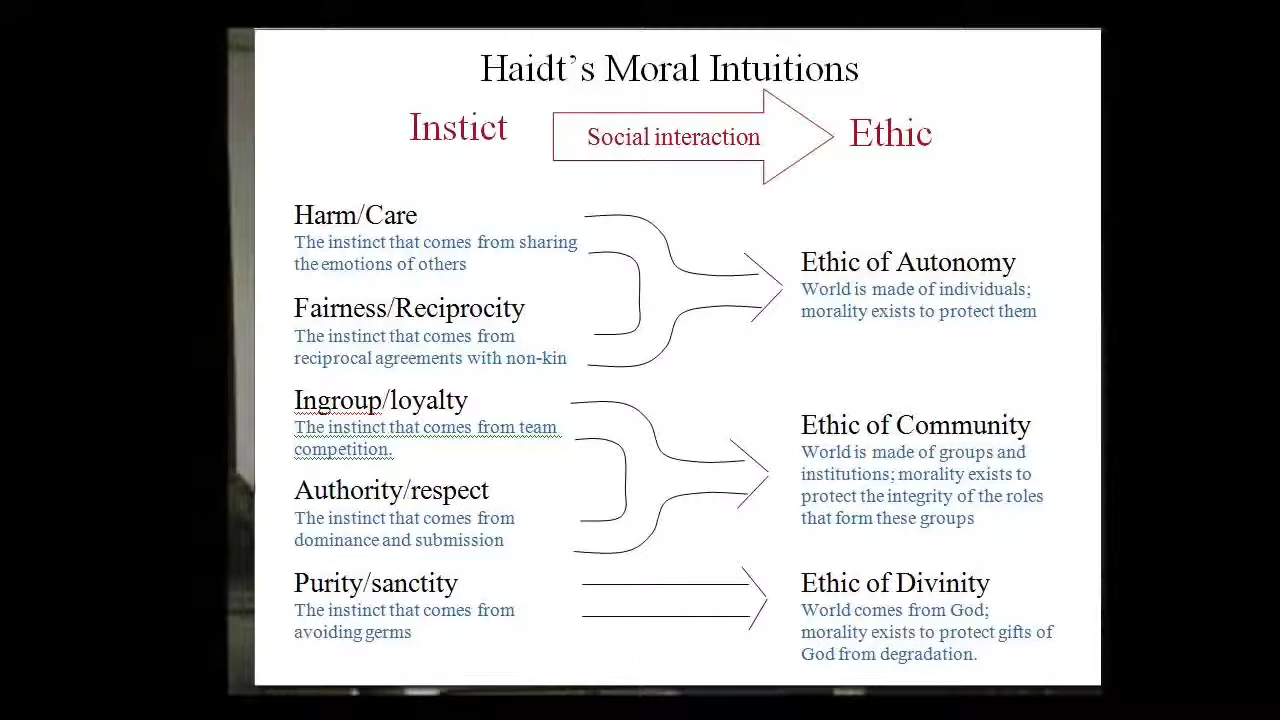 Haidt's Moral Intuitions
Instict
Social interaction
Ethic
Harm/Care
The instinct that comes from sharing
the emotions of others
Fairness/Reciprocity
The instinct that comes from
reciprocal agreements with non-kin
Ingroup/loyalty
The instinct that comes from team
competition.
Authority/respect
The instinct that comes from
dominance and submission
Purity/sanctity
The instinct that comes from
avoiding germs
Ethic of Autonomy
World is made of individuals;
morality exists to protect them
Ethic of Community
World is made of groups and
institutions; morality exists to
protect the integrity of the roles
that form these groups
Ethic of Divinity
World comes from God;
morality exists to protect gifts of
God from degradation.